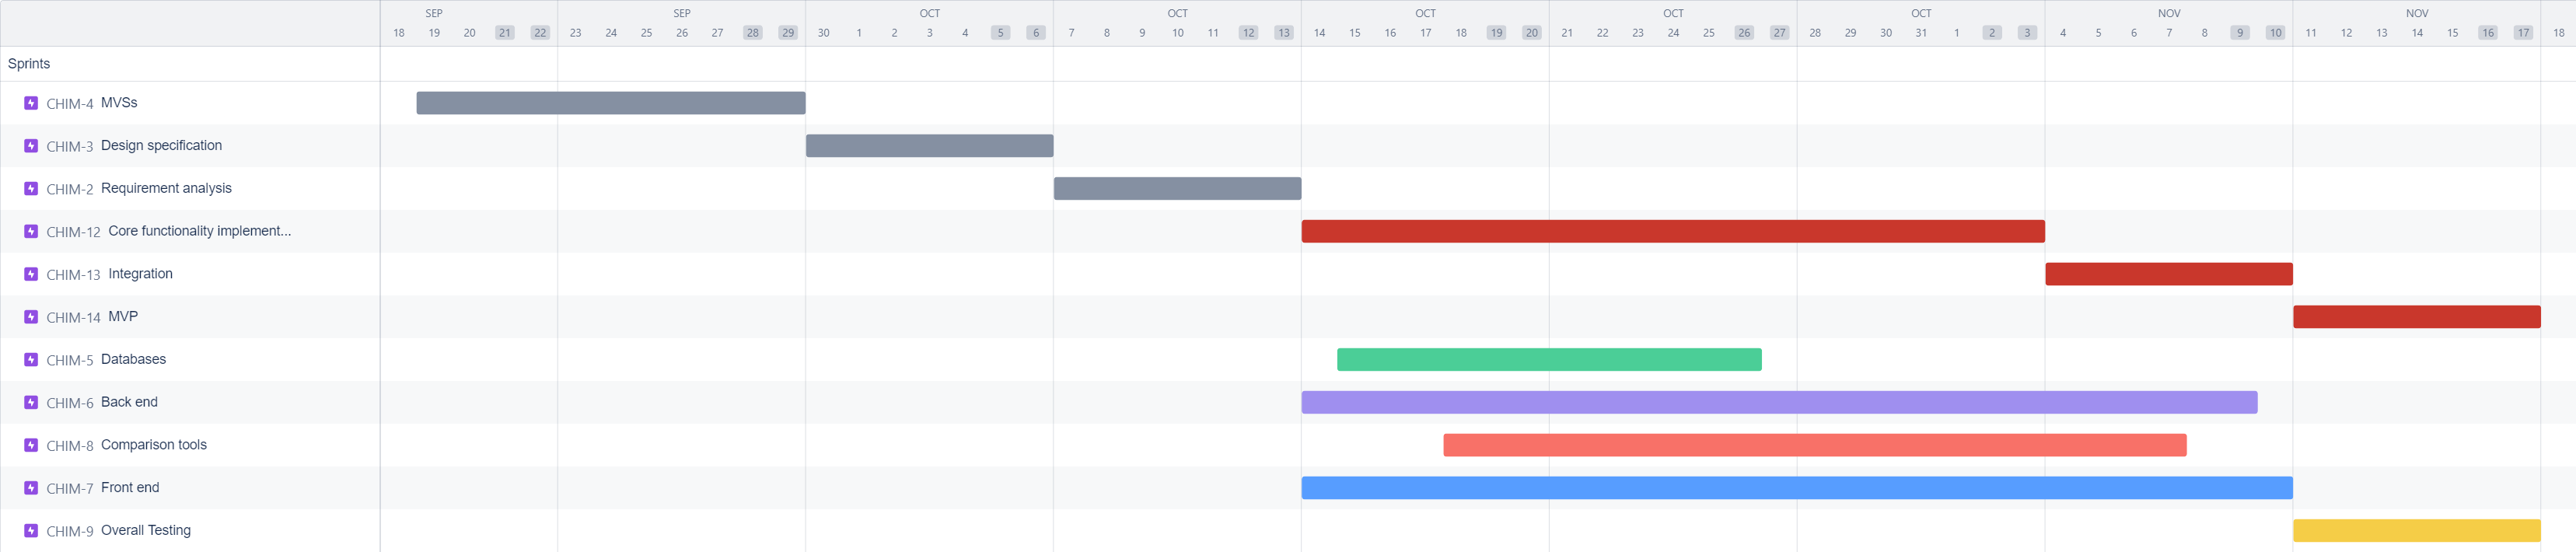 SEP SEP OCT OCT OCT OCT OCT NOV NOV
18 19 20 21 22 23 24 25 26 27 28 29 30 1 2 3 4 5 6 7 8 9 10 11 12 13 14 15 16 17 18 19 20 21 22 23 24 25 26 27 28 29 30 31 1 2 3 4 5 6 7 8 9 10 11 12 13 14 15 16 17 18
Sprints
CHIM-4 MVSs
CHIM-3 Design specification
CHIM-2 Requirement analysis
CHIM-12 Core functionality implement...
CHIM-13 Integration
CHIM-14 MVP
CHIM-5 Databases
CHIM-6 Back end
CHIM-8 Comparison tools
CHIM-7 Front end
CHIM-9 Overall Testing